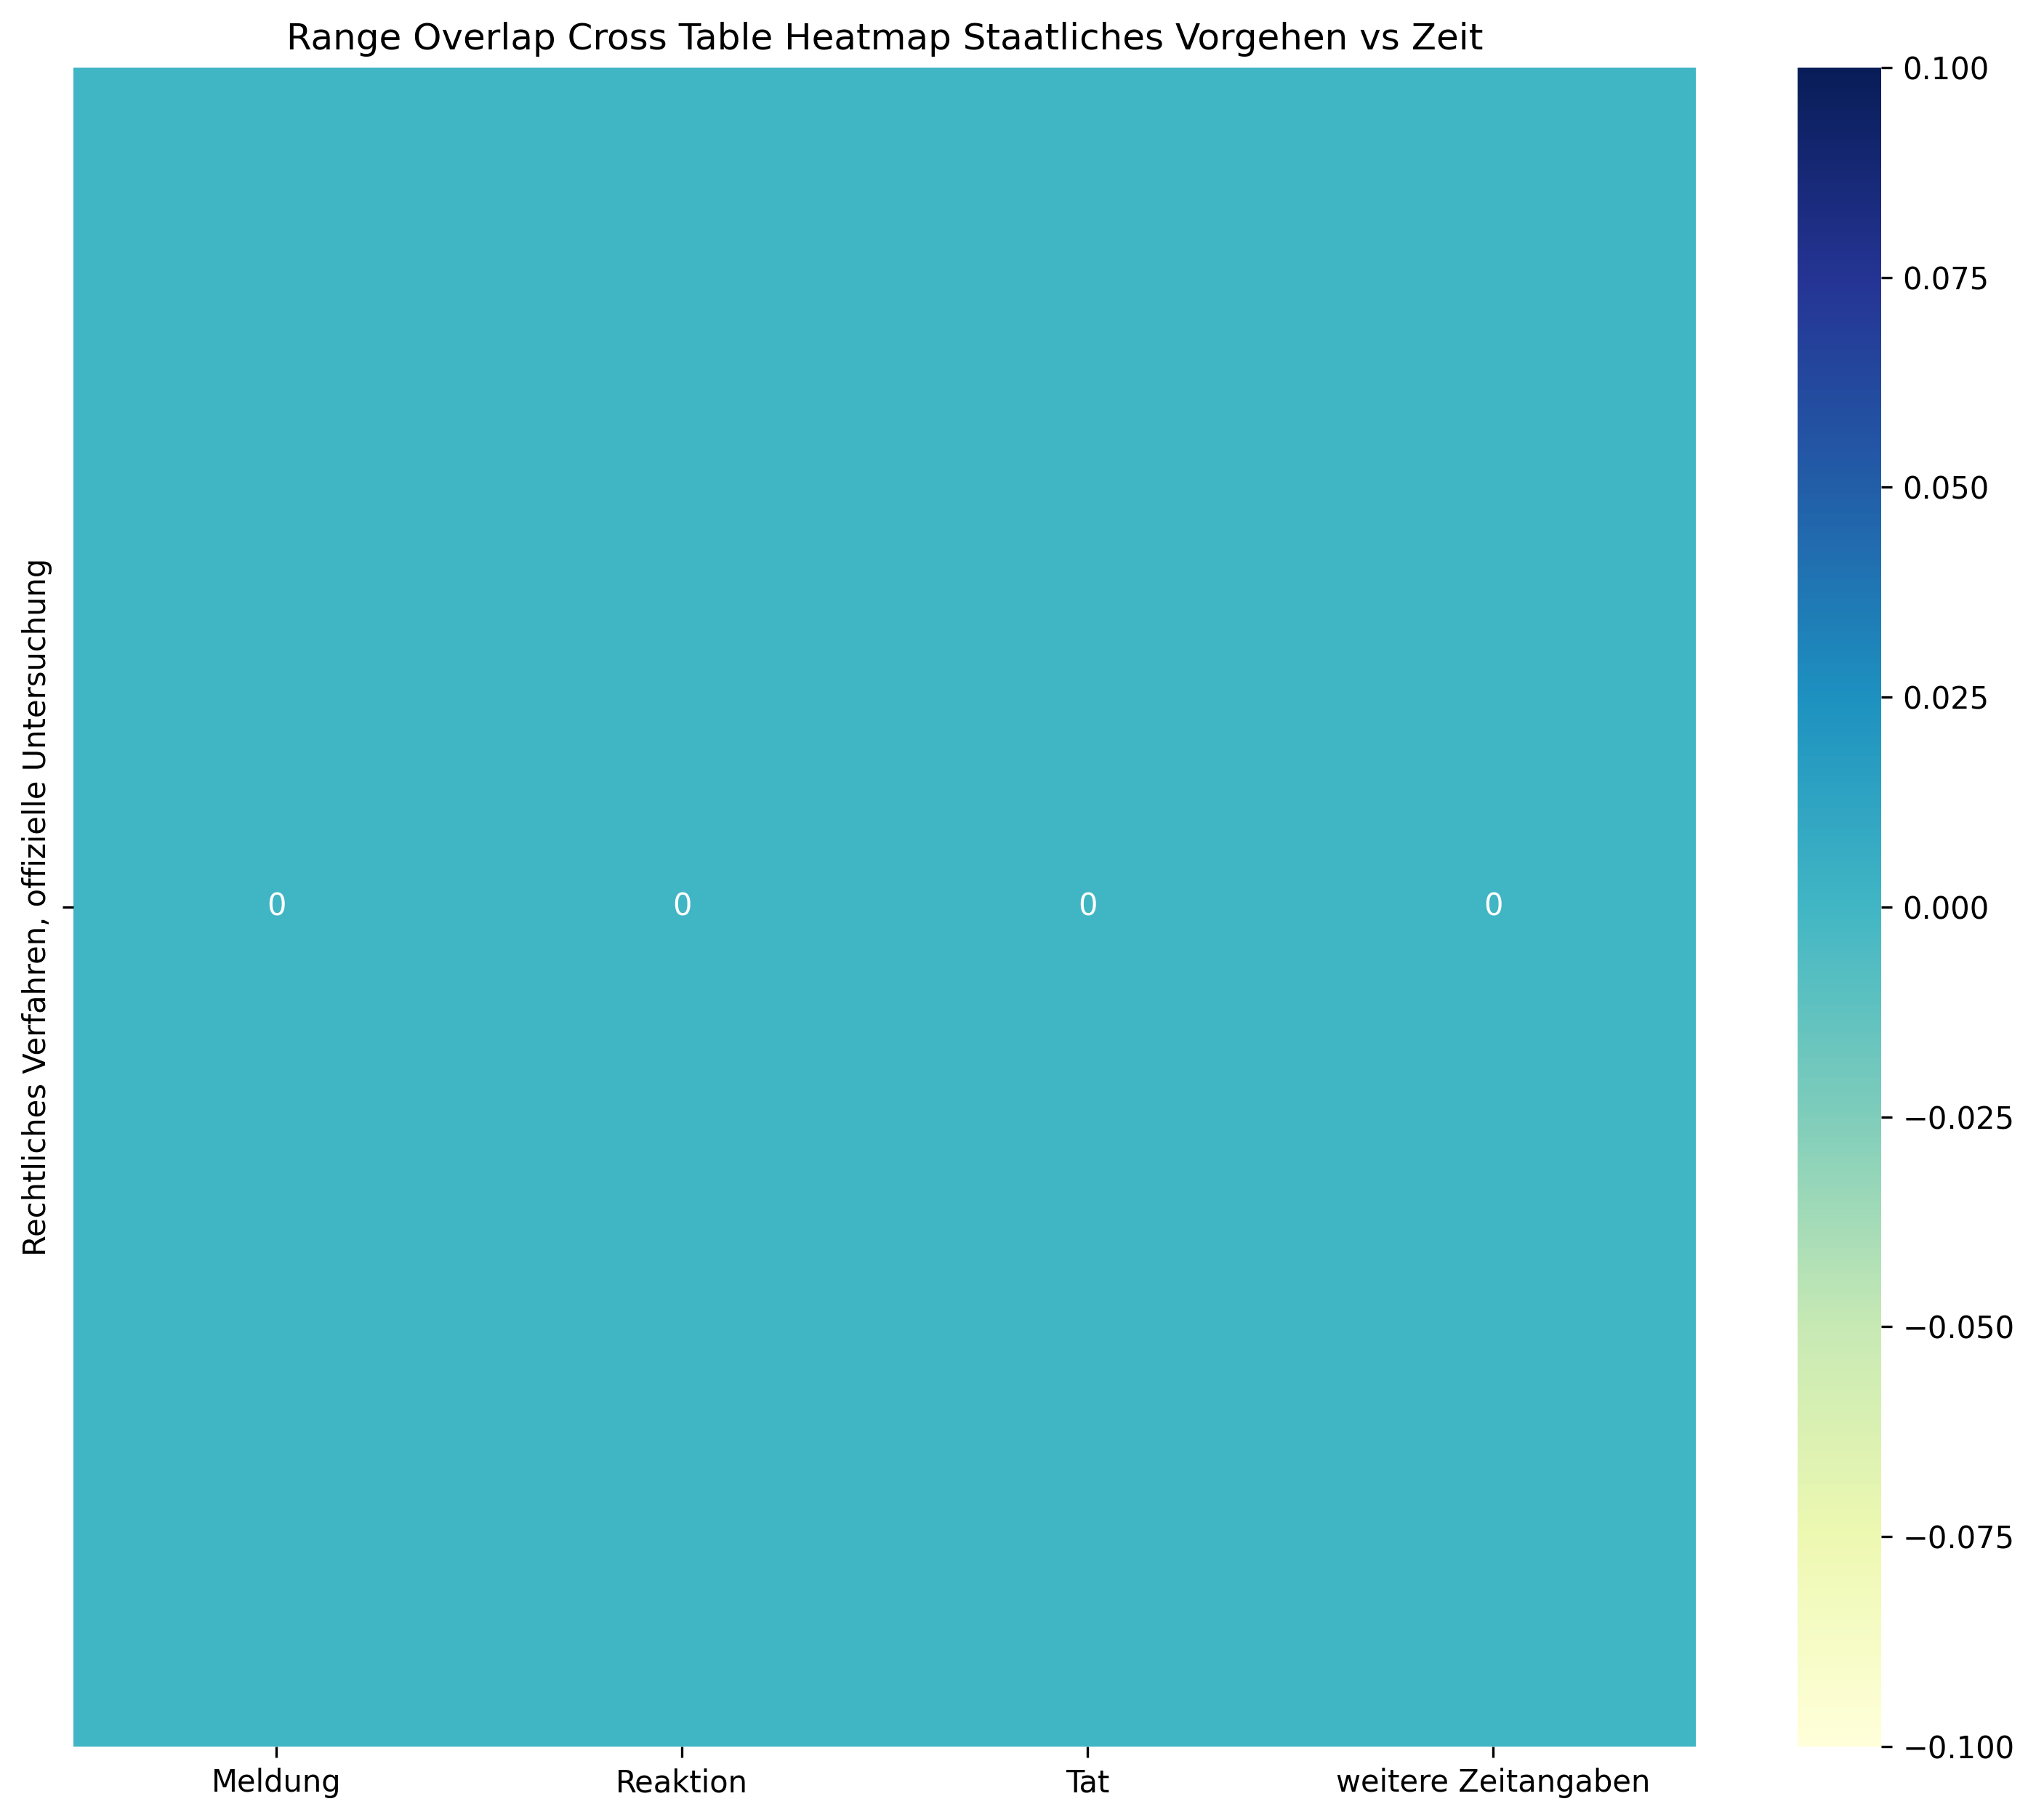 Range Overlap Cross Table Heatmap Staatliches Vorgehen vs Zeit
Rechtliches Verfahren, offizielle Untersuchung
0 0 0 0
Meldung Reaktion Tat weitere Zeitangaben
0.100
0.075
0.050
0.025
0.000
−0.025
−0.050
−0.075
−0.100